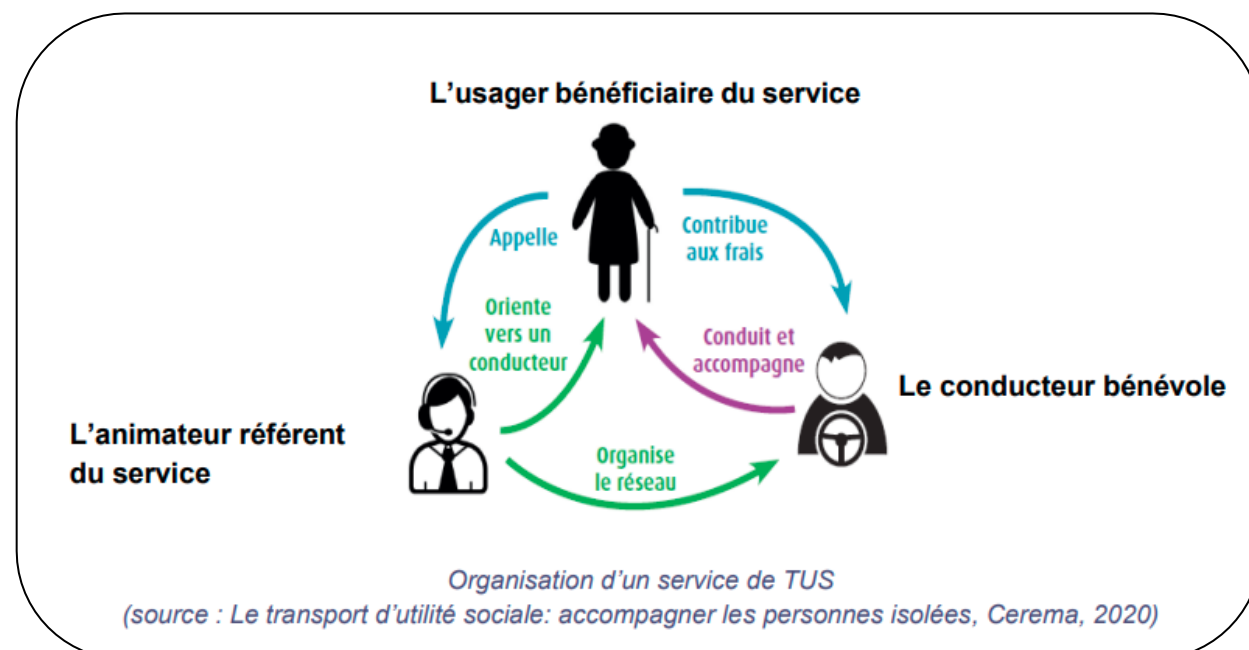 L'usager bénéficiaire du service
Appelle
Contribue
aux frais
Oriente
vers un
conducteur
Conduit et
accompagne
Le conducteur bénévole
L'animateur référent
du service
Organise
le réseau
Organisation d'un service de TUS
(source : Le transport d'utilité sociale: accompagner les personnes isolées, Cerema, 2020)